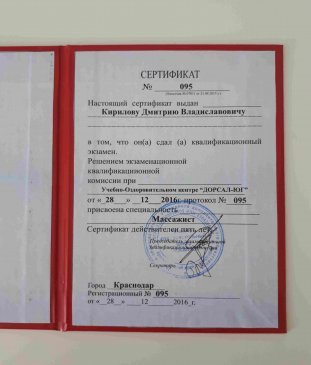 СЕРТИФИКАТ
№ 095
Настоящий сертификат выдан
Кирилову Дмитрию Владиславовичу
в том, что он(а) сдал (а) квалификационный
экзамен.
Решением экзаменационной
квалификационной
комиссии при
Учебно-Оздоровительном центре "ДОРСАЛ-ЮГ"
от «28» 12 2016г протокол № 095
присвоена специальность
Массажист
Сертификат действителен пять лет
Председатель
Секретарь
Город Краснодар
Регистрационный № 095
от «28» 12 2016 г.